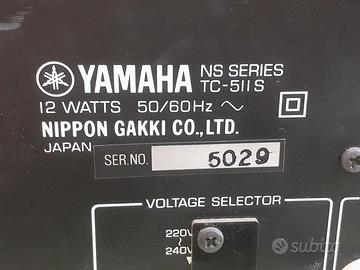 YAMAHA NS SERIES
TC-511S
12 WATTS 50/60Hz ~
NIPPON GAKKI CO.,LTD.
JAPAN
SER.NO. 5029
VOLTAGE SELECTOR
220V
~
240V
subito